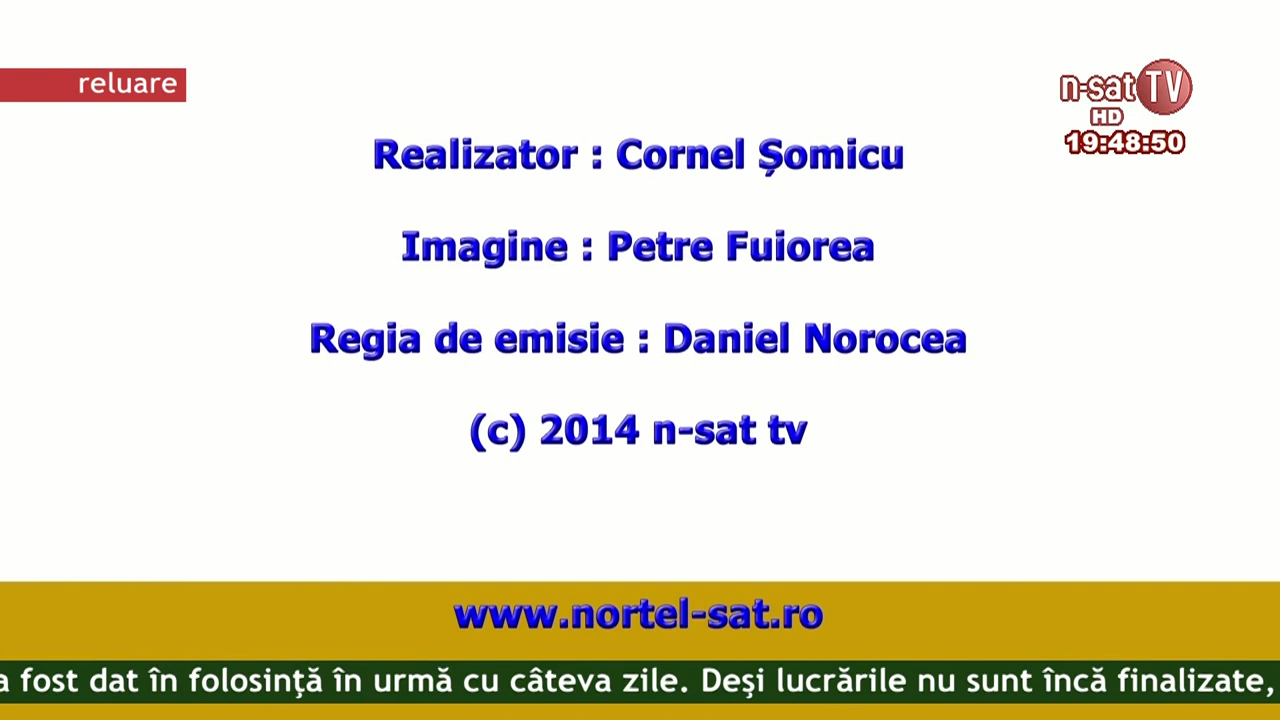 reluare
n-sat TV
HD
19:48:50
Realizator : Cornel Șomicu
Imagine : Petre Fuiorea
Regia de emisie : Daniel Norocea
(c) 2014 n-sat tv
www.nortel-sat.ro
a fost dat în folosinţă în urmă cu câteva zile. Deşi lucrările nu sunt încă finalizate,